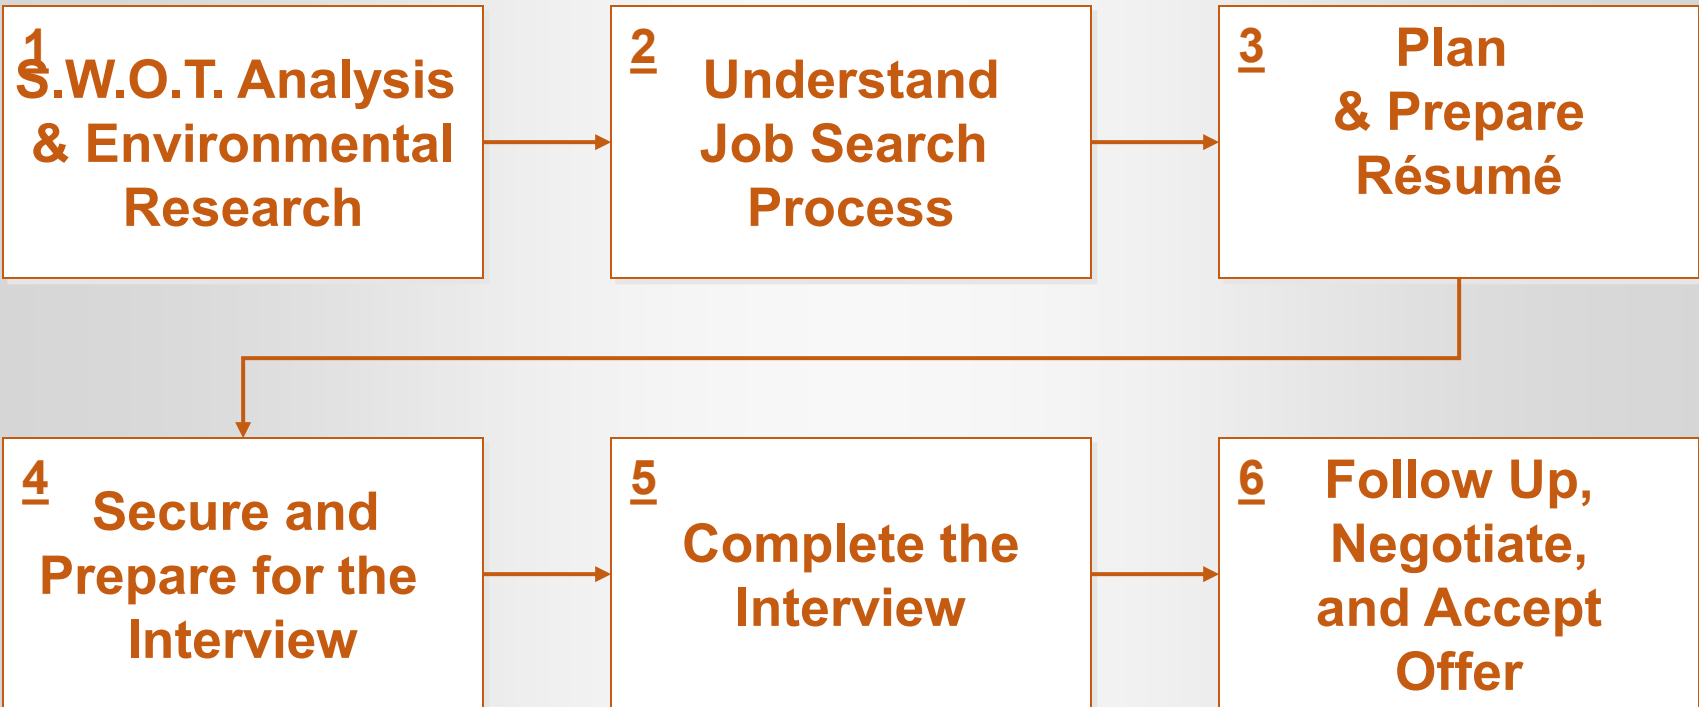 1
S.W.O.T. Analysis
& Environmental
Research
2
Understand
Job Search
Process
3
Plan
& Prepare
Résumé
4
Secure and
Prepare for the
Interview
5
Complete the
Interview
6
Follow Up,
Negotiate,
and Accept
Offer